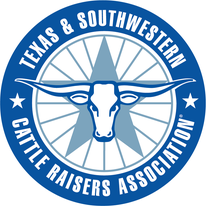 TEXAS & SOUTHWESTERN
CATTLE RAISERS ASSOCIATION®